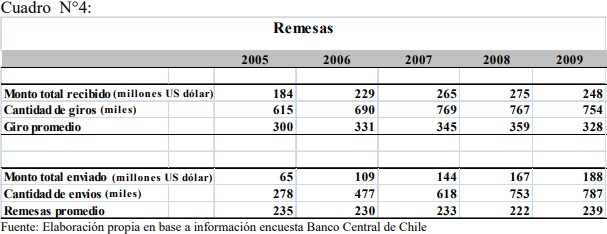 Cuadro N°4:
Remesas
2005 2006 2007 2008 2009
Monto total recibido (millones US dólar) 184 229 265 275 248
Cantidad de giros (miles) 615 690 769 767 754
Giro promedio 300 331 345 359 328
Monto total enviado (millones US dólar) 65 109 144 167 188
Cantidad de envíos (miles) 278 477 618 753 787
Remesas promedio 235 230 233 222 239
Fuente: Elaboración propia en base a información encuesta Banco Central de Chile